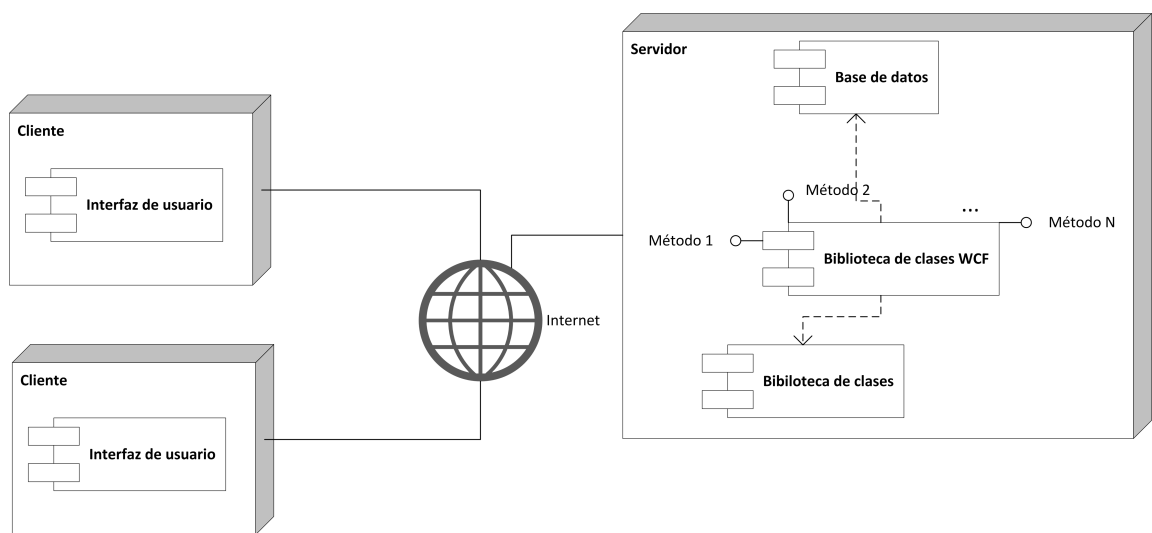 Cliente
Interfaz de usuario
Cliente
Interfaz de usuario
Internet
Servidor
Base de datos
Método 2
...
Método 1
Método N
Biblioteca de clases WCF
Bibiloteca de clases